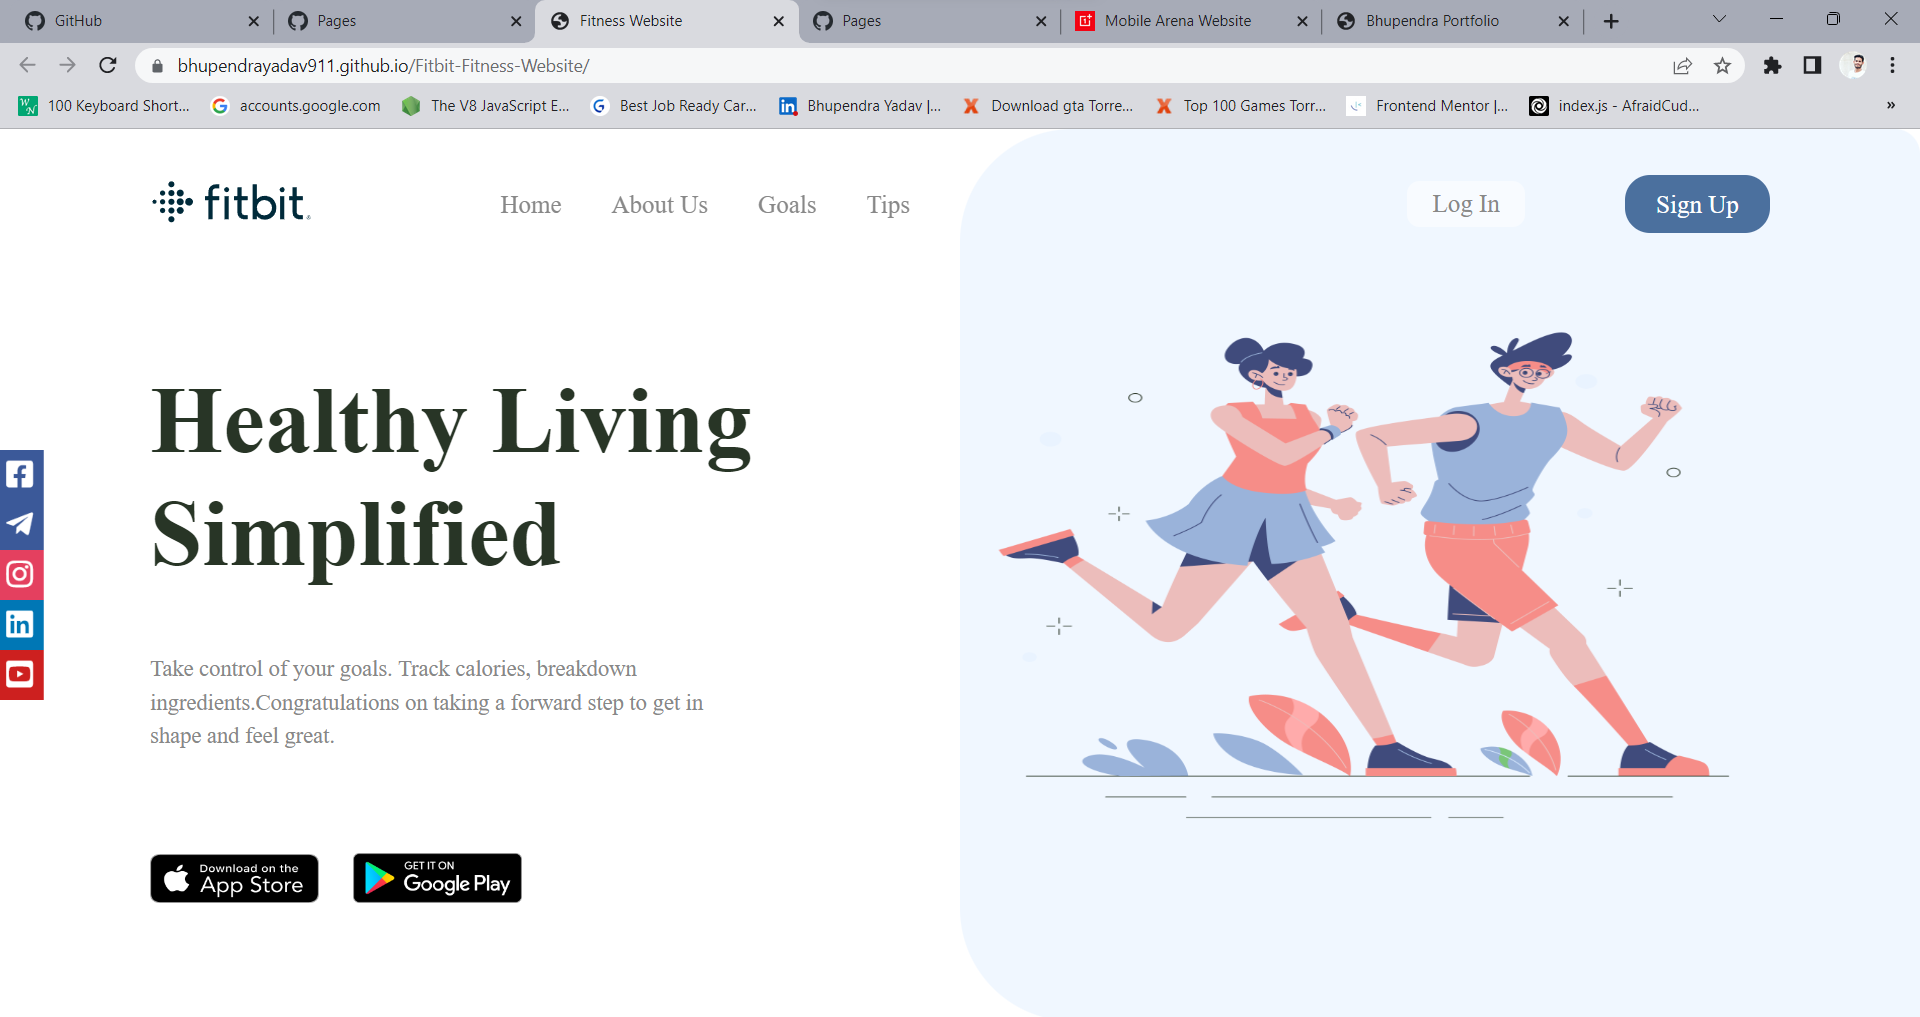 GitHub
Pages
Fitness Website
Pages
Mobile Arena Website
Bhupendra Portfolio
bhupendrayadav911.github.io/Fitbit-Fitness-Website/
100 Keyboard Short...
accounts.google.com
The V8 JavaScript E...
Best Job Ready Car...
Bhupendra Yadav |...
Download gta Torre...
Top 100 Games Torr...
Frontend Mentor |...
index.js - AfraidCud...
»
fitbit
Home
About Us
Goals
Tips
Log In
Sign Up
Healthy Living
Simplified
Take control of your goals. Track calories, breakdown
ingredients.Congratulations on taking a forward step to get in
shape and feel great.
Download on the
App Store
GET IT ON
Google Play